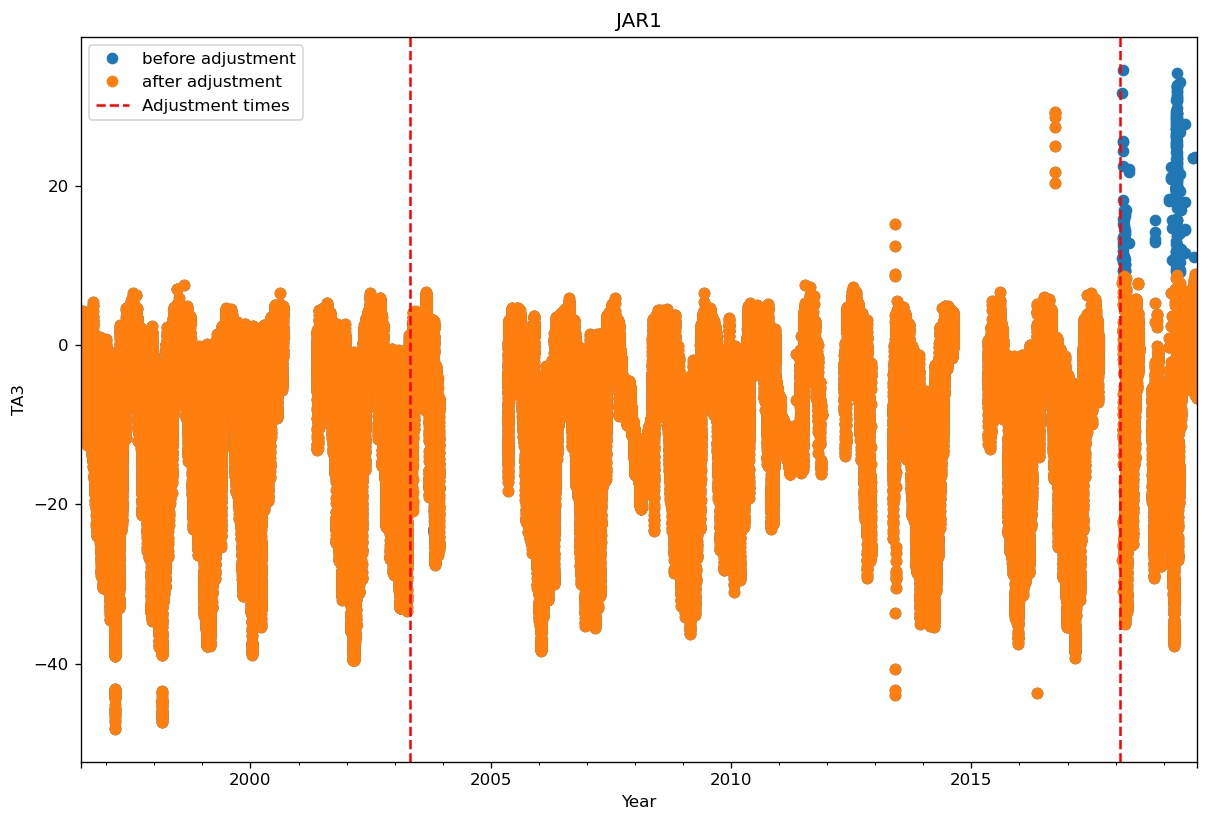 JAR1
before adjustment
after adjustment
Adjustment times
20
0
−20
−40
TA3
2000
2005
2010
2015
Year